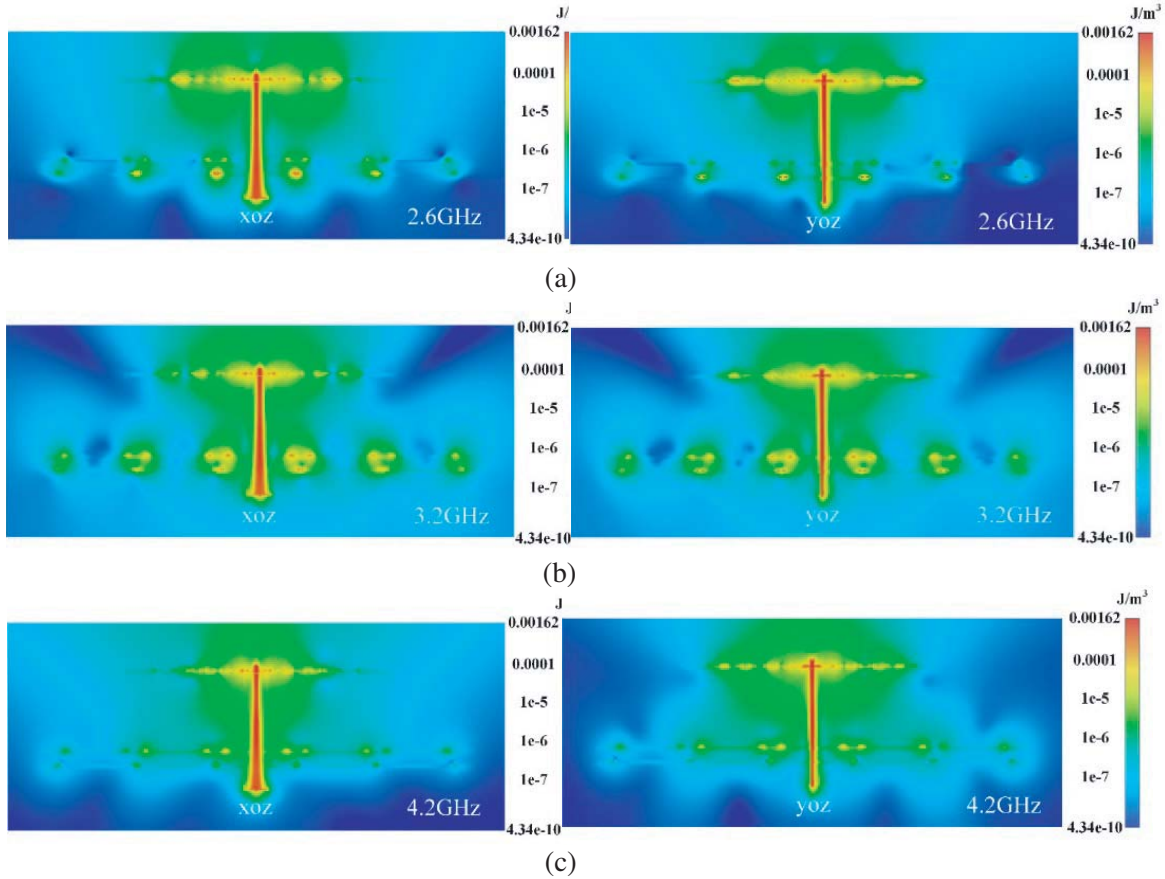 J/ J/m³
0.00162 0.00162
0.0001 0.0001
1e-5 1e-5
1e-6 1e-6
1e-7 1e-7
xoz 2.6GHz yoz 2.6GHz
4.34e-10 4.34e-10
(a)
J J/m³
0.00162 0.00162
0.0001 0.0001
1e-5 1e-5
1e-6 1e-6
1e-7 1e-7
xoz 3.2GHz yoz 3.2GHz
4.34e-10 4.34e-10
(b)
J J/m³
0.00162 0.00162
0.0001 0.0001
1e-5 1e-5
1e-6 1e-6
1e-7 1e-7
xoz 4.2GHz yoz 4.2GHz
4.34e-10 4.34e-10
(c)